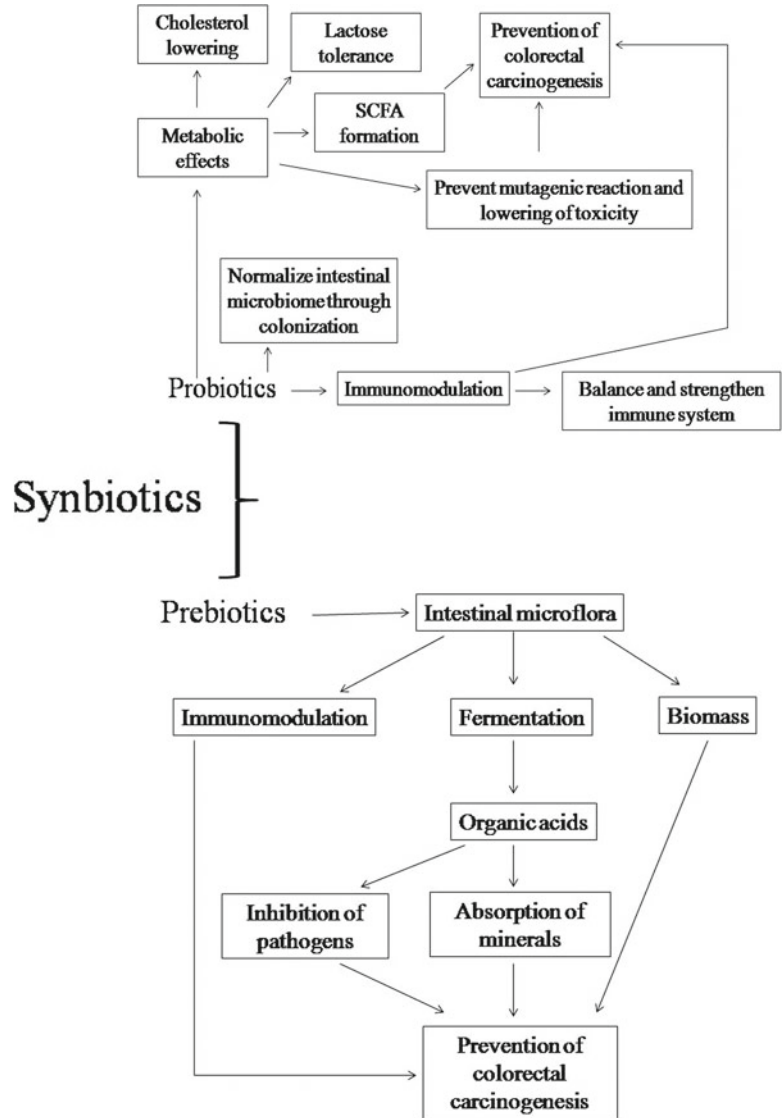 Cholesterol
lowering
Lactose
tolerance
Prevention of
colorectal
carcinogenesis
SCFA
formation
Metabolic
effects
Prevent mutagenic reaction and
lowering of toxicity
Normalize intestinal
microbiome through
colonization
Probiotics
Immunomodulation
Balance and strengthen
immune system
Synbiotics
Prebiotics
Intestinal microflora
Immunomodulation
Fermentation
Biomass
Organic acids
Inhibition of
pathogens
Absorption of
minerals
Prevention of
colorectal
carcinogenesis